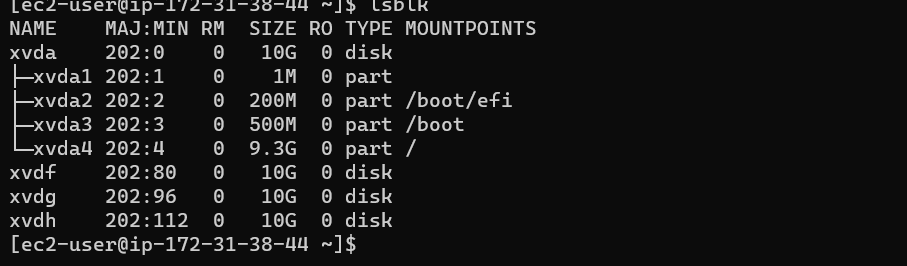 [ec2-user@ip-172-31-38-44 ~]$ lsblk
NAME    MAJ:MIN RM  SIZE RO TYPE MOUNTPOINTS
xvda    202:0    0   10G  0 disk
├─xvda1 202:1    0    1M  0 part
├─xvda2 202:2    0  200M  0 part /boot/efi
├─xvda3 202:3    0  500M  0 part /boot
└─xvda4 202:4    0  9.3G  0 part /
xvdf    202:80   0   10G  0 disk
xvdg    202:96   0   10G  0 disk
xvdh    202:112  0   10G  0 disk
[ec2-user@ip-172-31-38-44 ~]$